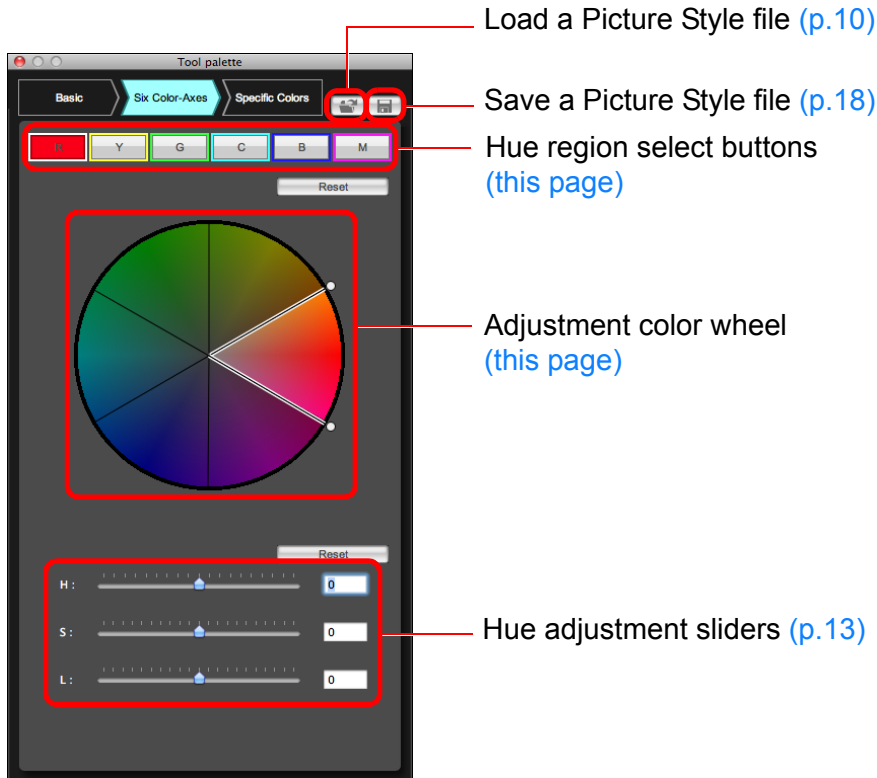 Load a Picture Style file (p.10)
Tool palette
Basic
Six Color-Axes
Specific Colors
Save a Picture Style file (p.18)
R
Y
G
C
B
M
Hue region select buttons
(this page)
Reset
Adjustment color wheel
(this page)
Reset
H :
0
S :
0
Hue adjustment sliders (p.13)
L :
0